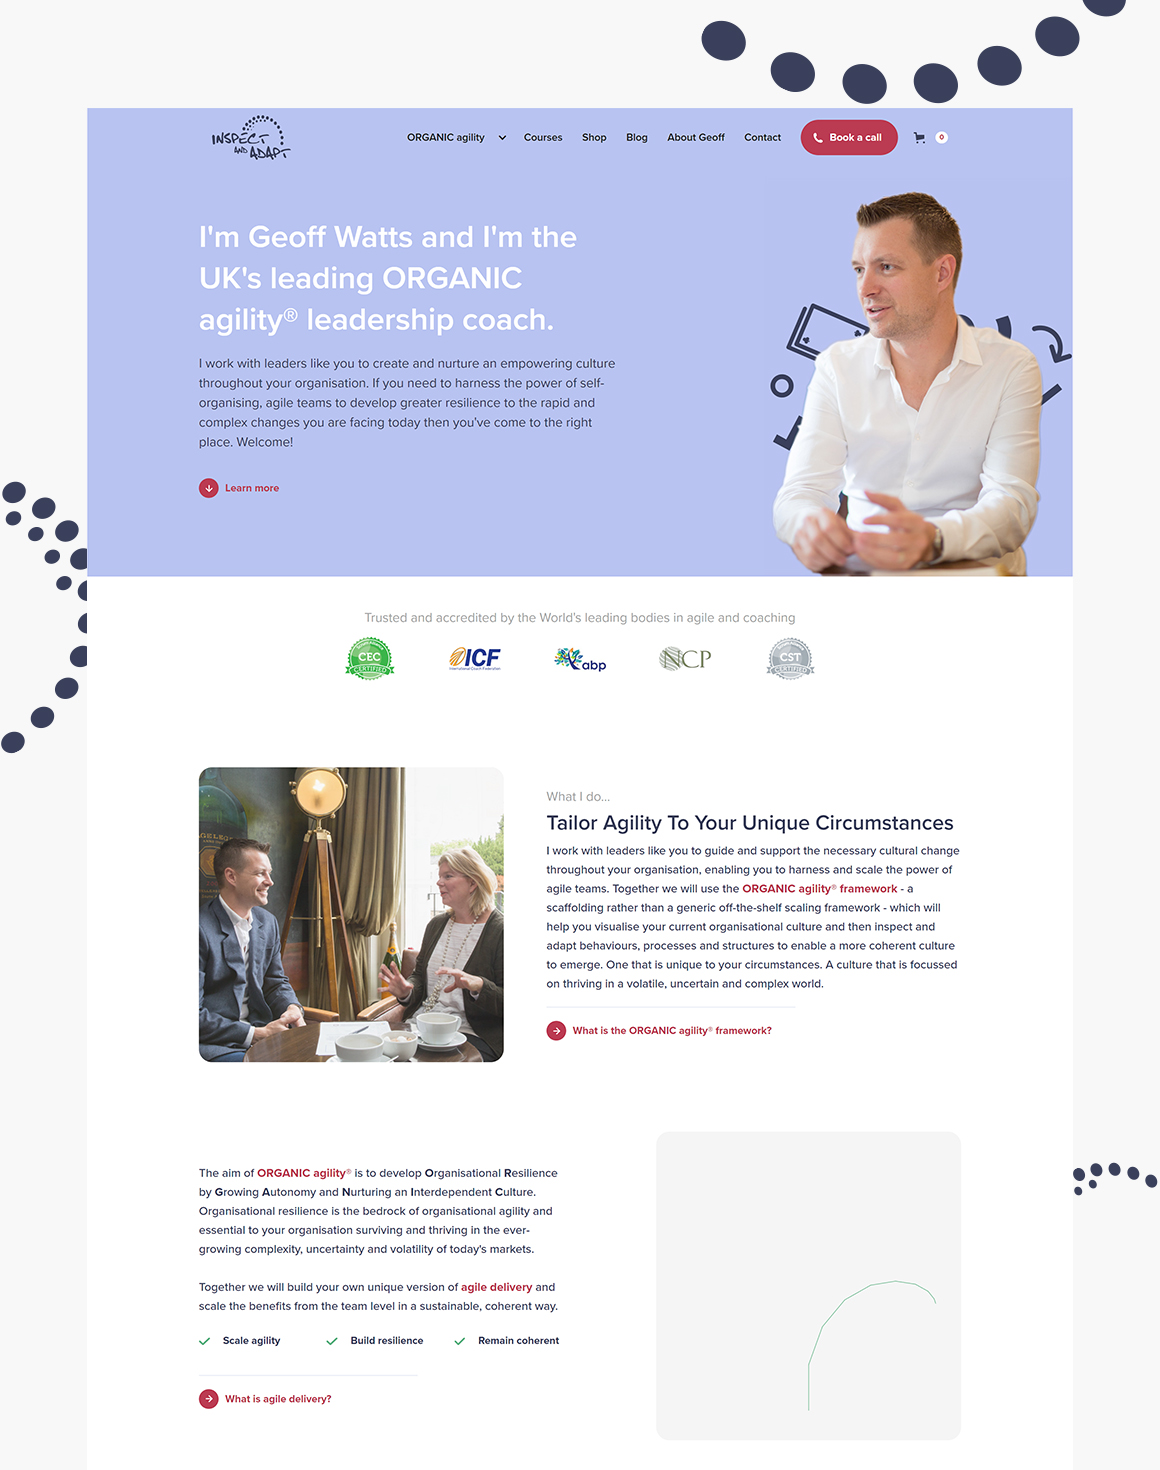 INSPECT
AND ADAPT
ORGANIC agility
Courses
Shop
Blog
About Geoff
Contact
Book a call
0
I'm Geoff Watts and I'm the
UK's leading ORGANIC
agility® leadership coach.
I work with leaders like you to create and nurture an empowering culture
throughout your organisation. If you need to harness the power of self-
organising, agile teams to develop greater resilience to the rapid and
complex changes you are facing today then you've come to the right
place. Welcome!
Learn more
Trusted and accredited by the World's leading bodies in agile and coaching
CEC
CERTIFIED
ICF
International Coach Federation
abp
NCP
CST
CERTIFIED
What I do...
Tailor Agility To Your Unique Circumstances
I work with leaders like you to guide and support the necessary cultural change
throughout your organisation, enabling you to harness and scale the power of
agile teams. Together we will use the ORGANIC agility® framework - a
scaffolding rather than a generic off-the-shelf scaling framework - which will
help you visualise your current organisational culture and then inspect and
adapt behaviours, processes and structures to enable a more coherent culture
to emerge. One that is unique to your circumstances. A culture that is focussed
on thriving in a volatile, uncertain and complex world.
What is the ORGANIC agility® framework?
The aim of ORGANIC agility® is to develop Organisational Resilience
by Growing Autonomy and Nurturing an Interdependent Culture.
Organisational resilience is the bedrock of organisational agility and
essential to your organisation surviving and thriving in the ever-
growing complexity, uncertainty and volatility of today's markets.
Together we will build your own unique version of agile delivery and
scale the benefits from the team level in a sustainable, coherent way.
Scale agility
Build resilience
Remain coherent
What is agile delivery?